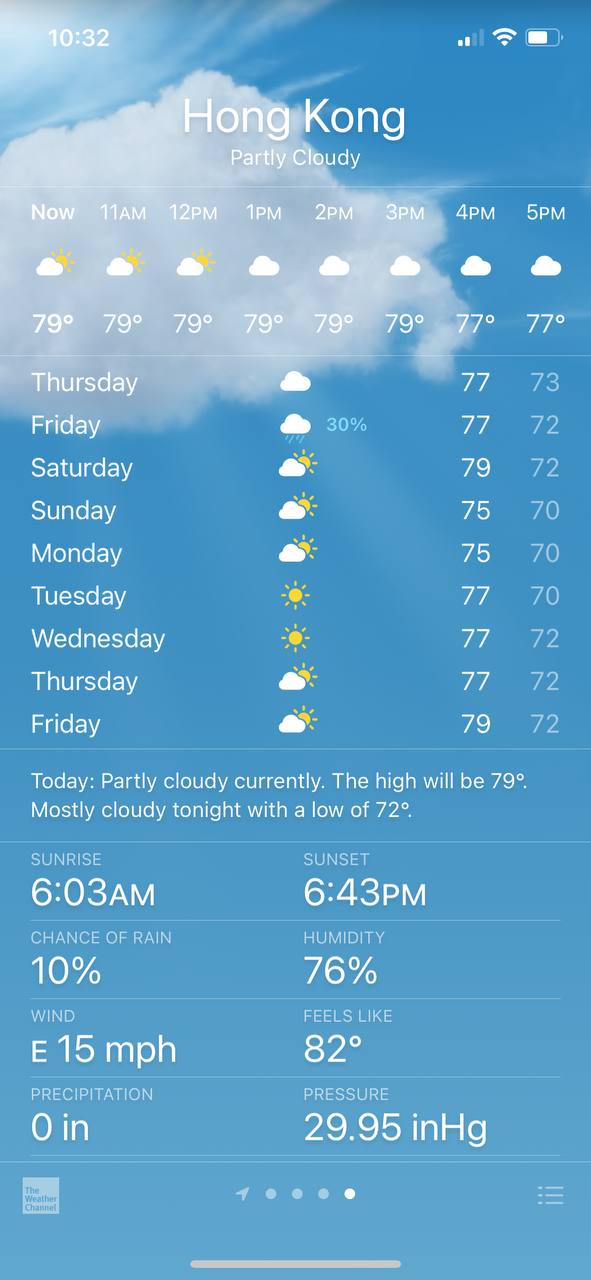 10:32
Hong Kong
Partly Cloudy
Now 11AM 12PM 1PM 2PM 3PM 4PM 5PM
79° 79° 79° 79° 79° 79° 77° 77°
Thursday 77 73
Friday 30% 77 72
Saturday 79 72
Sunday 75 70
Monday 75 70
Tuesday 77 70
Wednesday 77 72
Thursday 77 72
Friday 79 72
Today: Partly cloudy currently. The high will be 79°.
Mostly cloudy tonight with a low of 72°.
SUNRISE SUNSET
6:03AM 6:43PM
CHANCE OF RAIN HUMIDITY
10% 76%
WIND FEELS LIKE
E 15 mph 82°
PRECIPITATION PRESSURE
0 in 29.95 inHg
The
Weather
Channel